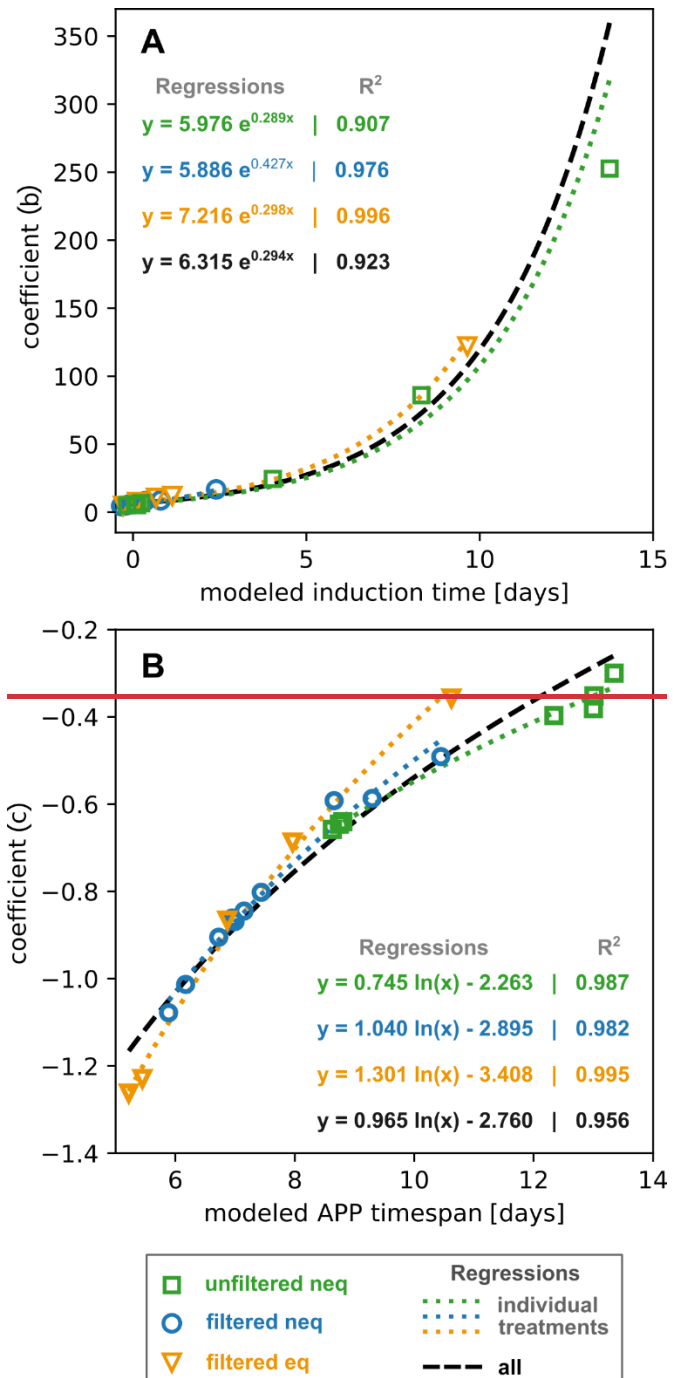 A
Regressions R²
y = 5.976 e^0.289x | 0.907
y = 5.886 e^0.427x | 0.976
y = 7.216 e^0.298x | 0.996
y = 6.315 e^0.294x | 0.923
350
300
250
200
150
100
50
0
coefficient (b)
0 5 10 15
modeled induction time [days]
B
−0.2
−0.4
−0.6
−0.8
−1.0
−1.2
−1.4
coefficient (c)
Regressions R²
y = 0.745 ln(x) - 2.263 | 0.987
y = 1.040 ln(x) - 2.895 | 0.982
y = 1.301 ln(x) - 3.408 | 0.995
y = 0.965 ln(x) - 2.760 | 0.956
6 8 10 12 14
modeled APP timespan [days]
unfiltered neq
filtered neq
filtered eq
Regressions
individual
treatments
all